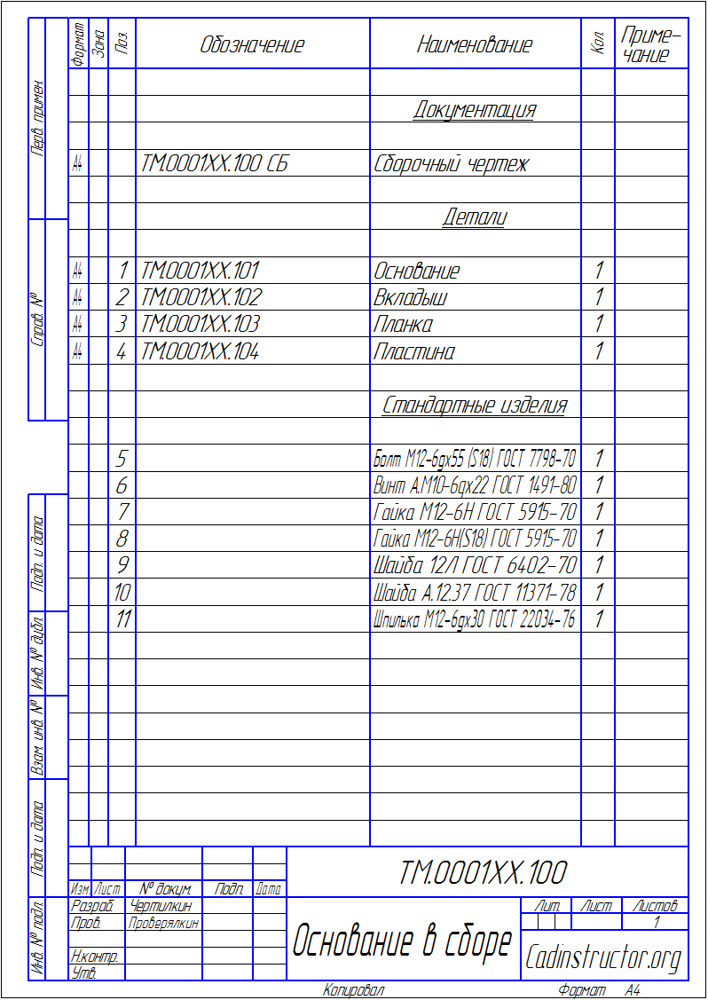 Формат Зона Поз. Обозначение Наименование Кол. Приме-
чание
Документация
А4 ТМ.0001ХХ.100 СБ Сборочный чертеж
Детали
А4 1 ТМ.0001ХХ.101 Основание 1
А4 2 ТМ.0001ХХ.102 Вкладыш 1
А4 3 ТМ.0001ХХ.103 Планка 1
А4 4 ТМ.0001ХХ.104 Пластина 1
Стандартные изделия
5 Болт М12-6gх55 (S18) ГОСТ 7798-70 1
6 Винт А.М10-6gх22 ГОСТ 1491-80 1
7 Гайка М12-6Н ГОСТ 5915-70 1
8 Гайка М12-6Н(S18) ГОСТ 5915-70 1
9 Шайба 12Л ГОСТ 6402-70 1
10 Шайба А.12.37 ГОСТ 11371-78 1
11 Шпилька М12-6gх30 ГОСТ 22034-76 1
Перв. примен.
Справ. №
Подп. и дата
Инв. № дубл.
Взам. инв. №
Подп. и дата
Инв. № подл.
ТМ.0001ХХ.100
Изм. Лист № докум. Подп. Дата
Разраб. Чертилкин
Пров. Проверялкин
Н.контр.
Утв.
Основание в сборе
Лит. Лист Листов
1
Cadinstructor.org
Копировал Формат А4